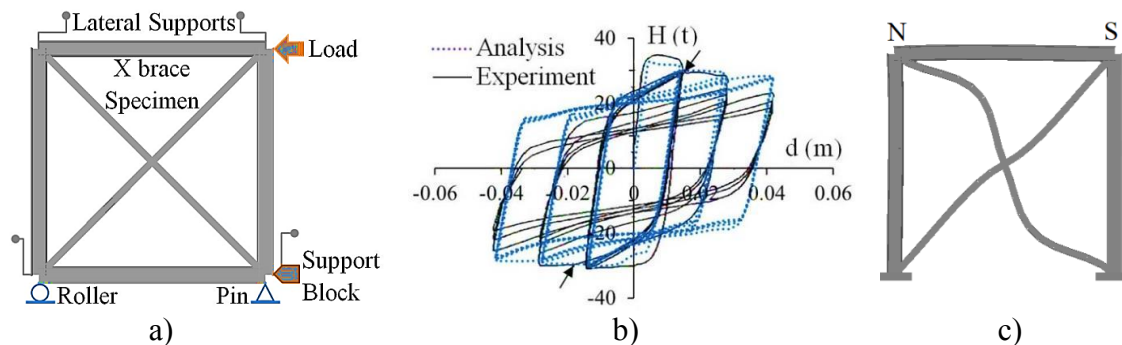 Lateral Supports
Load
X brace
Specimen
Support
Block
Roller
Pin
a)
40
H (t)
Analysis
Experiment
20
d (m)
0
-0.06
-0.04
-0.02
0
0.02
0.04
0.06
-20
-40
b)
N
S
c)